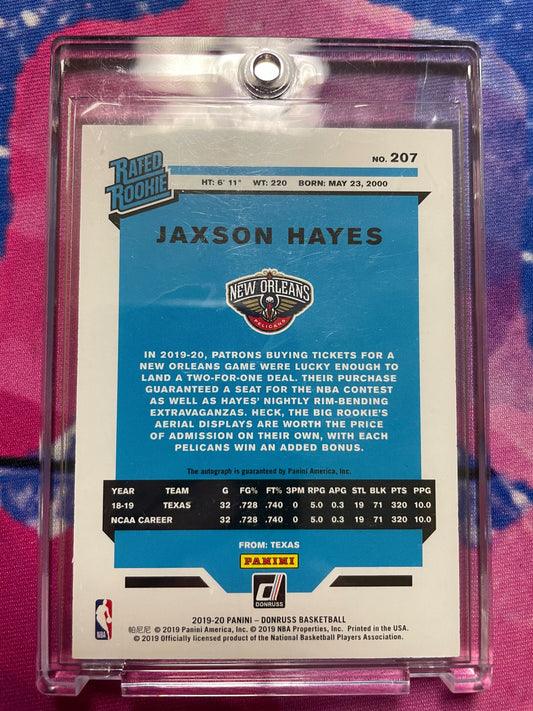 RATED
ROOKIE
NO. 207
HT: 6' 11" WT: 220 BORN: MAY 23, 2000
JAXSON HAYES
NEW ORLEANS
PELICANS
IN 2019-20, PATRONS BUYING TICKETS FOR A
NEW ORLEANS GAME WERE LUCKY ENOUGH TO
LAND A TWO-FOR-ONE DEAL. THEIR PURCHASE
GUARANTEED A SEAT FOR THE NBA CONTEST
AS WELL AS HAYES' NIGHTLY RIM-BENDING
EXTRAVAGANZAS. HECK, THE BIG ROOKIE'S
AERIAL DISPLAYS ARE WORTH THE PRICE
OF ADMISSION ON THEIR OWN, WITH EACH
PELICANS WIN AN ADDED BONUS.
The autograph is guaranteed by Panini America, Inc.
YEAR TEAM G FG% FT% 3PM RPG APG STL BLK PTS PPG
18-19 TEXAS 32 .728 .740 0 5.0 0.3 19 71 320 10.0
NCAA CAREER 32 .728 .740 0 5.0 0.3 19 71 320 10.0
FROM: TEXAS
PANINI
DONRUSS
NBA
2019-20 PANINI – DONRUSS BASKETBALL
帕尼尼 © 2019 Panini America, Inc. © 2019 NBA Properties, Inc. Printed in the USA.
© 2019 Officially licensed product of the National Basketball Players Association.